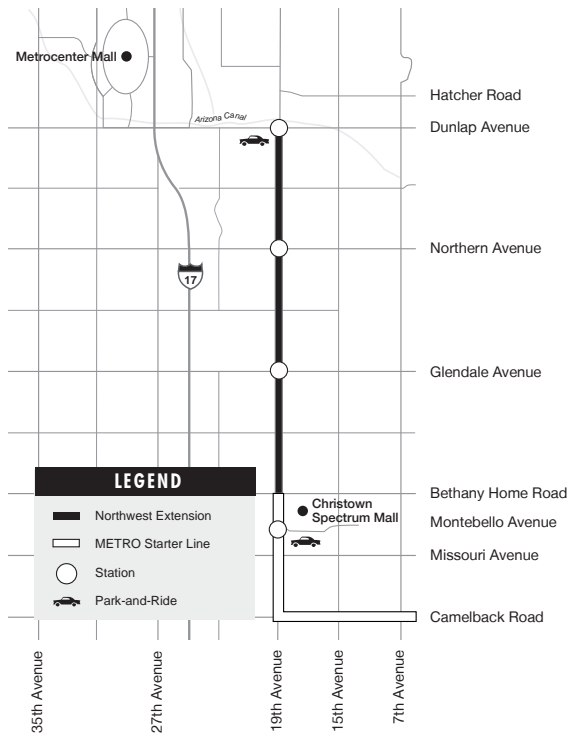 Metrocenter Mall
Hatcher Road
Arizona Canal
Dunlap Avenue
Northern Avenue
17
Glendale Avenue
LEGEND
Northwest Extension
METRO Starter Line
Station
Park-and-Ride
Bethany Home Road
Christown
Spectrum Mall
Montebello Avenue
Missouri Avenue
Camelback Road
35th Avenue
27th Avenue
19th Avenue
15th Avenue
7th Avenue